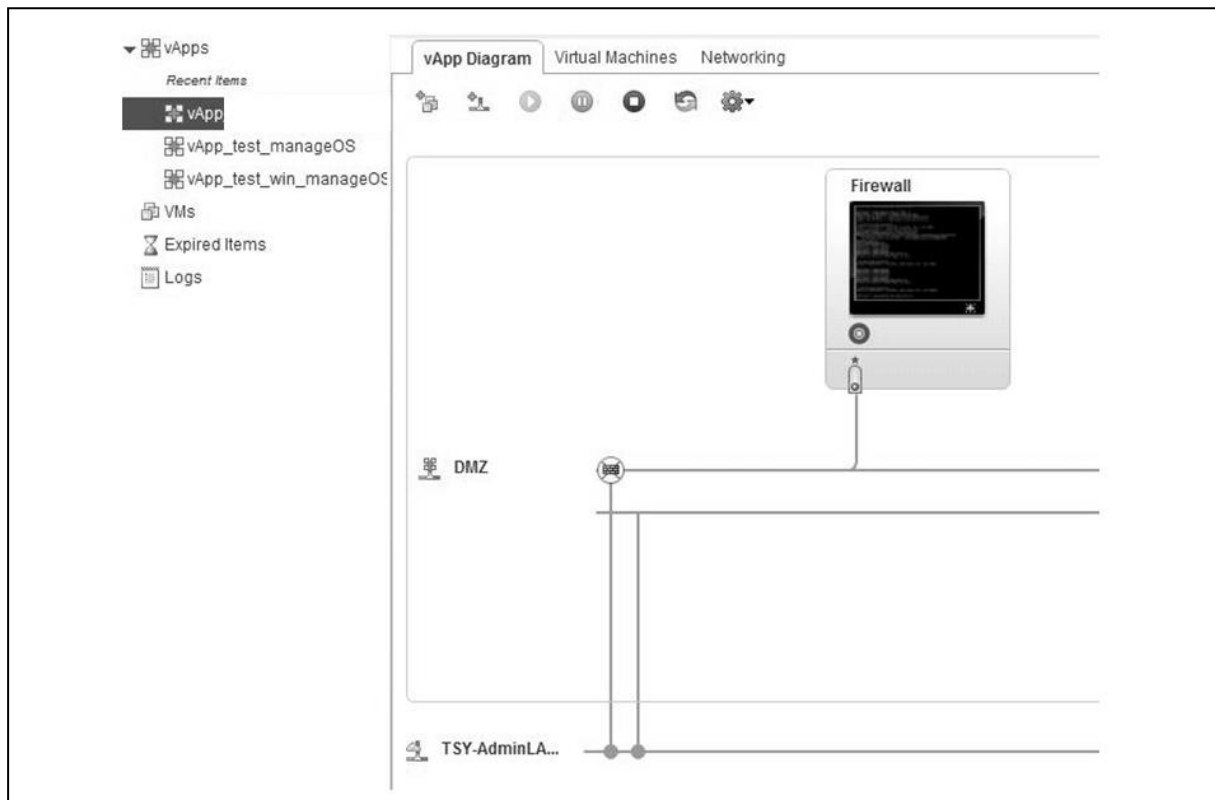 vApps
Recent Items
vApp
vApp_test_manageOS
vApp_test_win_manageOS
VMs
Expired Items
Logs
vApp Diagram
Virtual Machines
Networking
Firewall
DMZ
TSY-AdminLA...